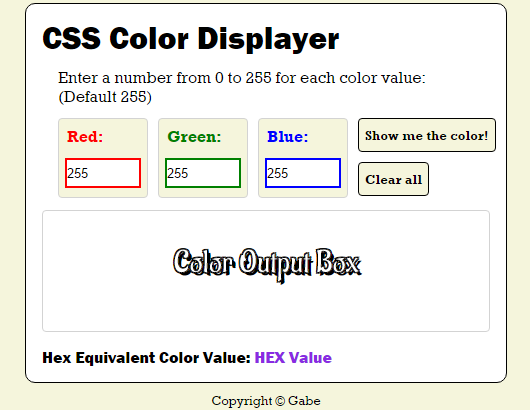 CSS Color Displayer
Enter a number from 0 to 255 for each color value:
(Default 255)
Red: Green: Blue: Show me the color!
255 255 255 Clear all
Color Output Box
Hex Equivalent Color Value: HEX Value
Copyright © Gabe